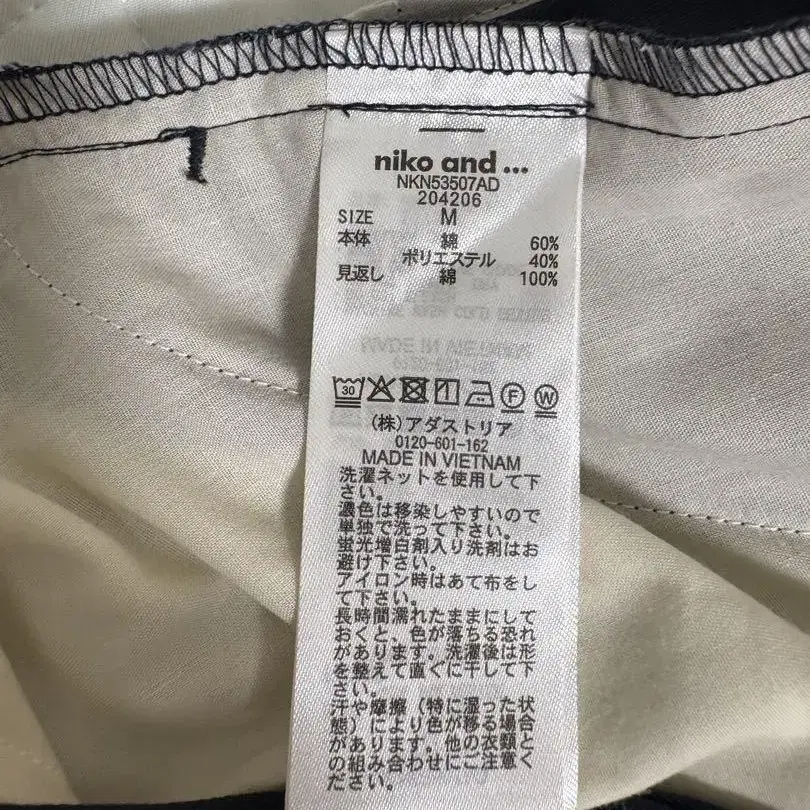 niko and ...
NKN53507AD
204206
SIZE M
本体 綿 60%
ポリエステル 40%
見返し 綿 100%
30 F W
(株)アダストリア
0120-601-162
MADE IN VIETNAM
洗濯ネットを使用して下
さい。
濃色は移染しやすいので
単独で洗って下さい。
蛍光増白剤入り洗剤はお
避け下さい。
アイロン時はあて布をし
て下さい。
長時間濡れたままにして
おくと、色が落ちる恐れ
があります。洗濯後は形
を整えて直ぐに干して下
さい。
汗や摩擦(特に湿った状
態)により色が移る場合
があります。他の衣類と
の組み合わせにご注意く
ださい。